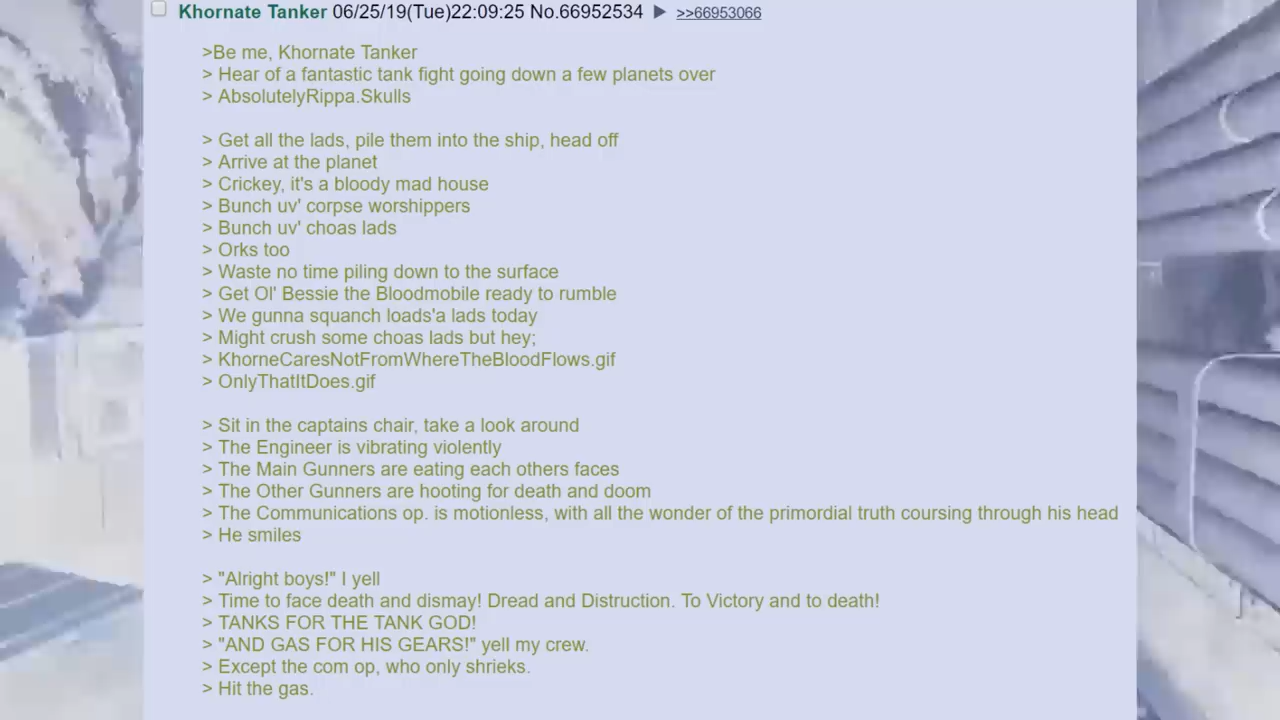 Khornate Tanker 06/25/19(Tue)22:09:25 No.66952534 ▶ >>66953066
>Be me, Khornate Tanker
> Hear of a fantastic tank fight going down a few planets over
> AbsolutelyRippa.Skulls
> Get all the lads, pile them into the ship, head off
> Arrive at the planet
> Crickey, it's a bloody mad house
> Bunch uv' corpse worshippers
> Bunch uv' choas lads
> Orks too
> Waste no time piling down to the surface
> Get Ol' Bessie the Bloodmobile ready to rumble
> We gunna squanch loads'a lads today
> Might crush some choas lads but hey;
> KhorneCaresNotFromWhereTheBloodFlows.gif
> OnlyThatItDoes.gif
> Sit in the captains chair, take a look around
> The Engineer is vibrating violently
> The Main Gunners are eating each others faces
> The Other Gunners are hooting for death and doom
> The Communications op. is motionless, with all the wonder of the primordial truth coursing through his head
> He smiles
> "Alright boys!" I yell
> Time to face death and dismay! Dread and Distruction. To Victory and to death!
> TANKS FOR THE TANK GOD!
> "AND GAS FOR HIS GEARS!" yell my crew.
> Except the com op, who only shrieks.
> Hit the gas.